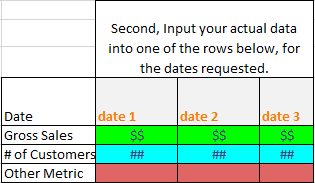 Second, Input your actual data
into one of the rows below, for
the dates requested.
Date date 1 date 2 date 3
Gross Sales $$ $$ $$
# of Customers ## ## ##
Other Metric